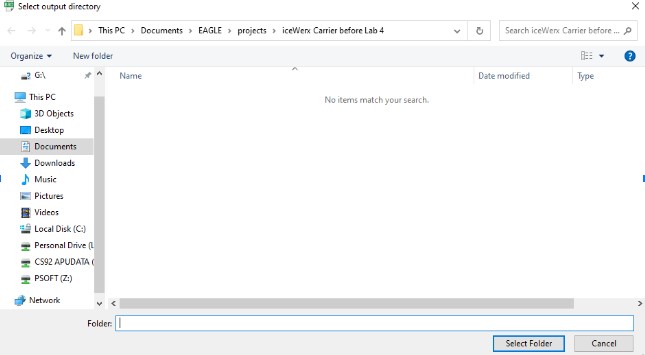 Select output directory
This PC > Documents > EAGLE > projects > iceWerx Carrier before Lab 4
Search iceWerx Carrier before ...
Organize
New folder
?
Name
Date modified
Type
No items match your search.
G:\
This PC
3D Objects
Desktop
Documents
Downloads
Music
Pictures
Videos
Local Disk (C:)
Personal Drive (
CS92 APUDATA (
PSOFT (Z:)
Network
Folder:
Select Folder
Cancel